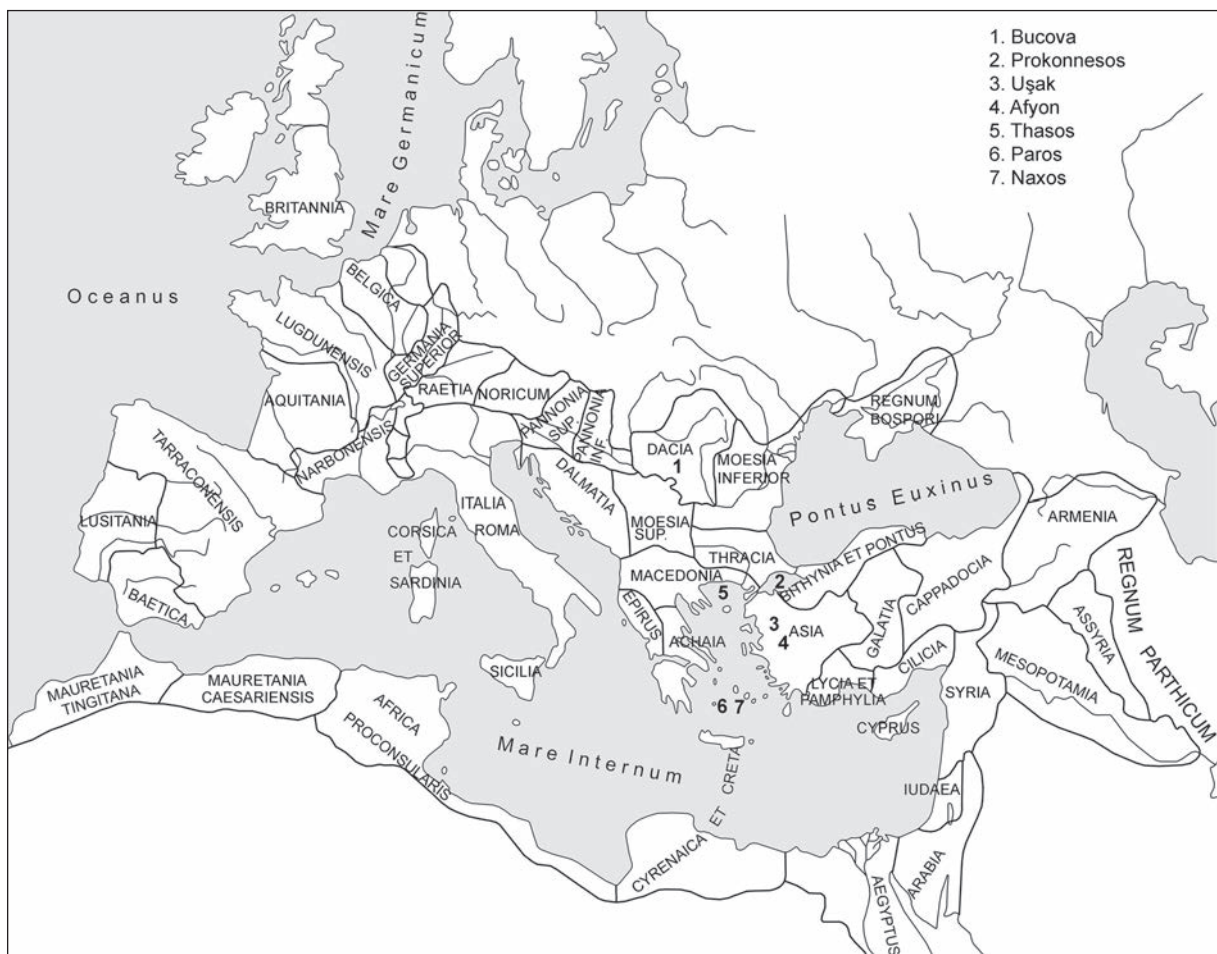 1. Bucova
2. Prokonnesos
3. Uşak
4. Afyon
5. Thasos
6. Paros
7. Naxos
Mare Germanicum
BRITANNIA
Oceanus
BELGICA
LUGDUNENSIS
GERMANIA
SUPERIOR
RAETIA
NORICUM
AQUITANIA
PANNONIA
SUP.
PANNONIA
INF.
REGNUM
BOSPORI
NARBONENSIS
DACIA
1
MOESIA
INFERIOR
TARRACONENSIS
DALMATIA
Pontus Euxinus
ITALIA
ROMA
LUSITANIA
CORSICA
ET
SARDINIA
MOESIA
SUP.
ARMENIA
THRACIA
BITHYNIA ET PONTUS
MACEDONIA
2
5
CAPPADOCIA
REGNUM PARTHICUM
BAETICA
EPIRUS
ACHAIA
3
4
ASIA
GALATIA
ASSYRIA
CILICIA
MESOPOTAMIA
SICILIA
MAURETANIA
TINGITANA
MAURETANIA
CAESARIENSIS
LYCIA ET
PAMPHYLIA
SYRIA
6 7
CYPRUS
AFRICA
PROCONSULARIS
Mare Internum
ET CRETA
IUDAEA
CYRENAICA
ARABIA
AEGYPTUS